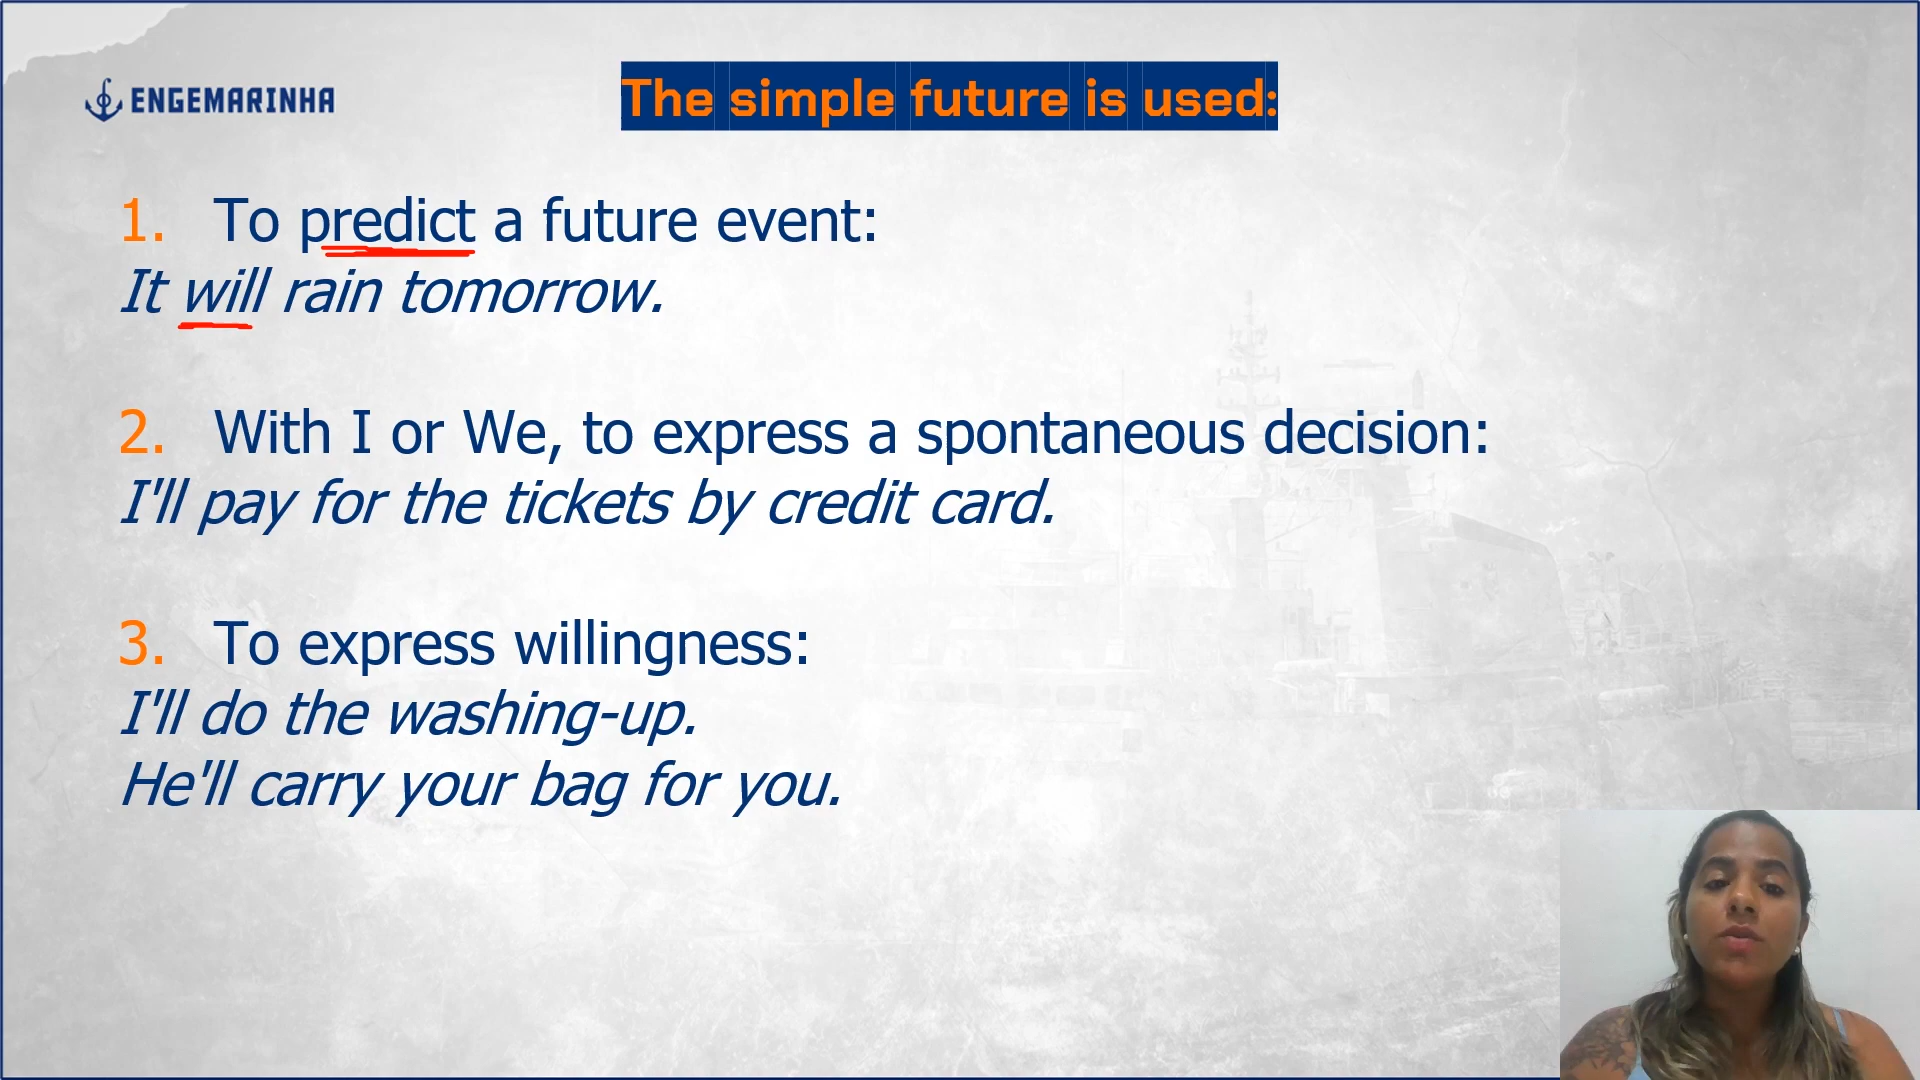 ENGEMARINHA
The simple future is used:
1. To predict a future event:
It will rain tomorrow.
2. With I or We, to express a spontaneous decision:
I'll pay for the tickets by credit card.
3. To express willingness:
I'll do the washing-up.
He'll carry your bag for you.